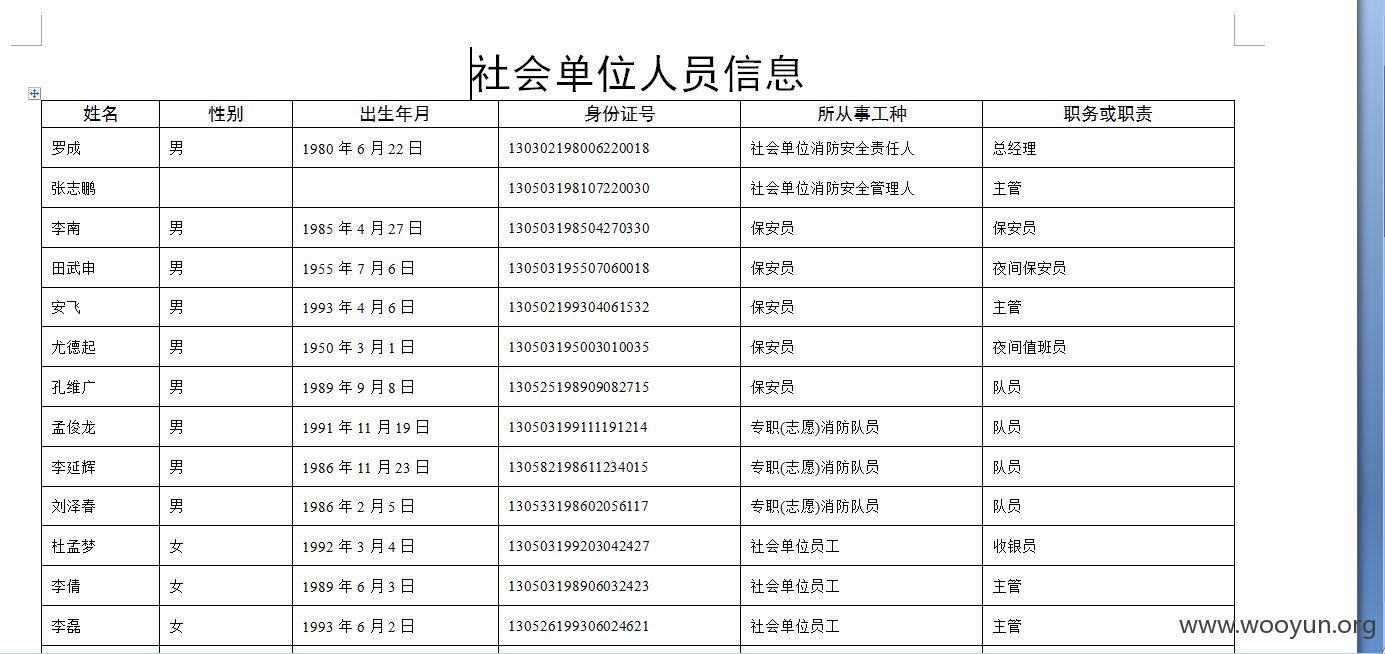 社会单位人员信息
姓名 性别 出生年月 身份证号 所从事工种 职务或职责
罗成 男 1980 年 6 月 22 日 130302198006220018 社会单位消防安全责任人 总经理
张志鹏 130503198107220030 社会单位消防安全管理人 主管
李南 男 1985 年 4 月 27 日 130503198504270330 保安员 保安员
田武申 男 1955 年 7 月 6 日 130503195507060018 保安员 夜间保安员
安飞 男 1993 年 4 月 6 日 130502199304061532 保安员 主管
尤德起 男 1950 年 3 月 1 日 130503195003010035 保安员 夜间值班员
孔维广 男 1989 年 9 月 8 日 130525198909082715 保安员 队员
孟俊龙 男 1991 年 11 月 19 日 130503199111191214 专职(志愿)消防队员 队员
李延辉 男 1986 年 11 月 23 日 130582198611234015 专职(志愿)消防队员 队员
刘泽春 男 1986 年 2 月 5 日 130533198602056117 专职(志愿)消防队员 队员
杜孟梦 女 1992 年 3 月 4 日 130503199203042427 社会单位员工 收银员
李倩 女 1989 年 6 月 3 日 130503198906032423 社会单位员工 主管
李磊 女 1993 年 6 月 2 日 130526199306024621 社会单位员工 主管
www.wooyun.org